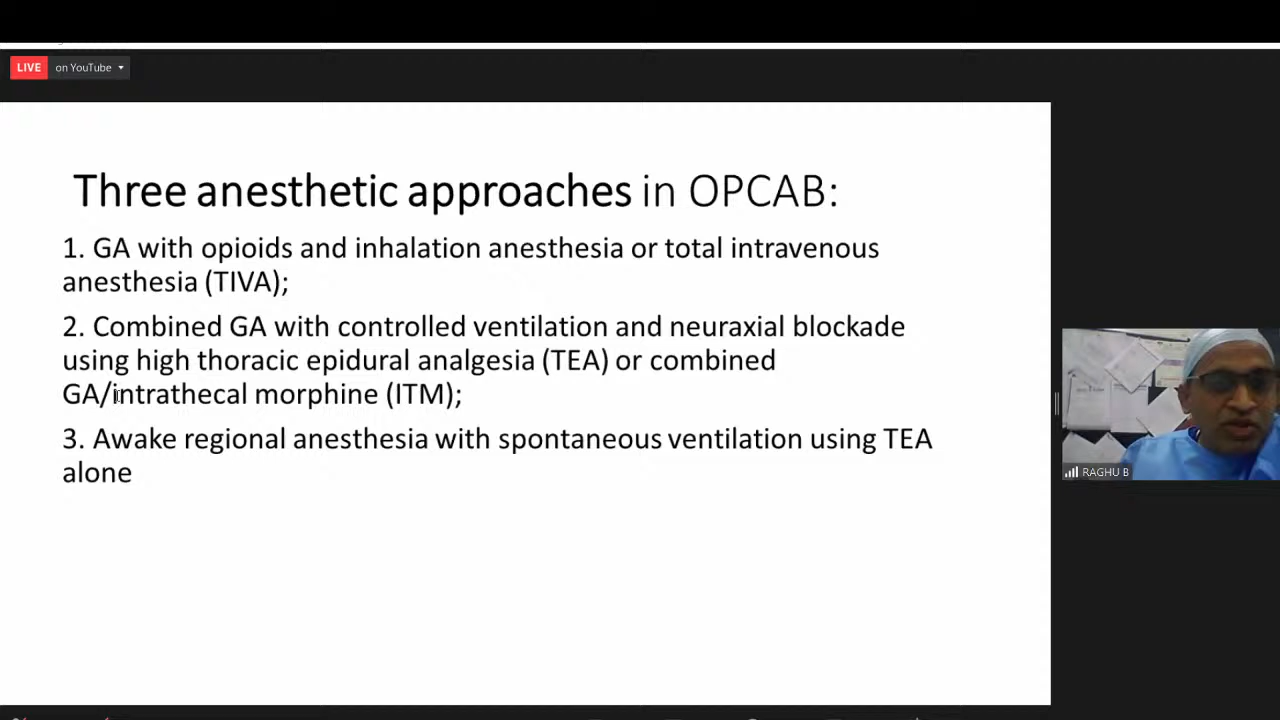 LIVE on YouTube
Three anesthetic approaches in OPCAB:
1. GA with opioids and inhalation anesthesia or total intravenous
anesthesia (TIVA);
2. Combined GA with controlled ventilation and neuraxial blockade
using high thoracic epidural analgesia (TEA) or combined
GA/intrathecal morphine (ITM);
3. Awake regional anesthesia with spontaneous ventilation using TEA
alone
RAGHU B